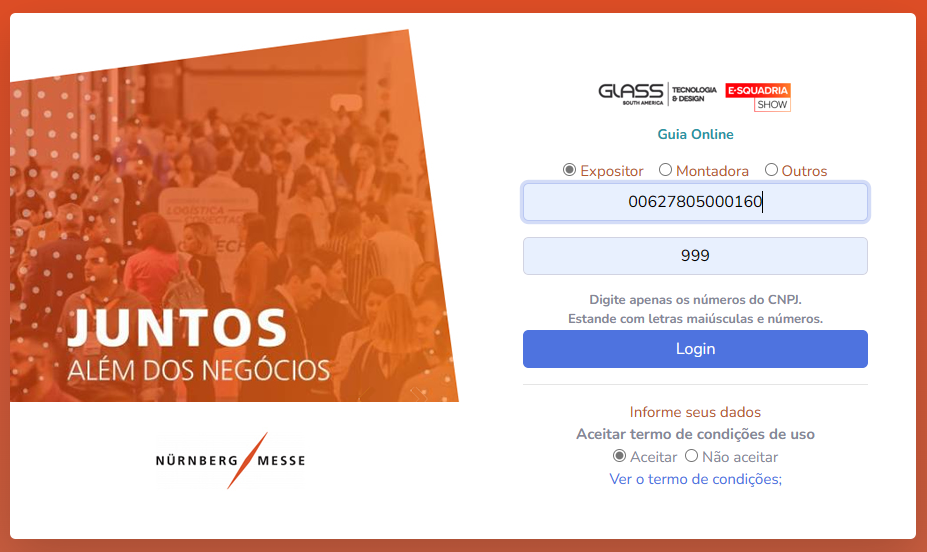 GLASS
SOUTH AMERICA
TECNOLOGIA
& DESIGN
E-SQUADRIA
SHOW
Guia Online
Expositor Montadora Outros
00627805000160
999
Digite apenas os números do CNPJ.
Estande com letras maiúsculas e números.
Login
Informe seus dados
Aceitar termo de condições de uso
Aceitar Não aceitar
Ver o termo de condições;
LOGÍSTICA
JUNTOS
ALÉM DOS NEGÓCIOS
NÜRNBERG MESSE